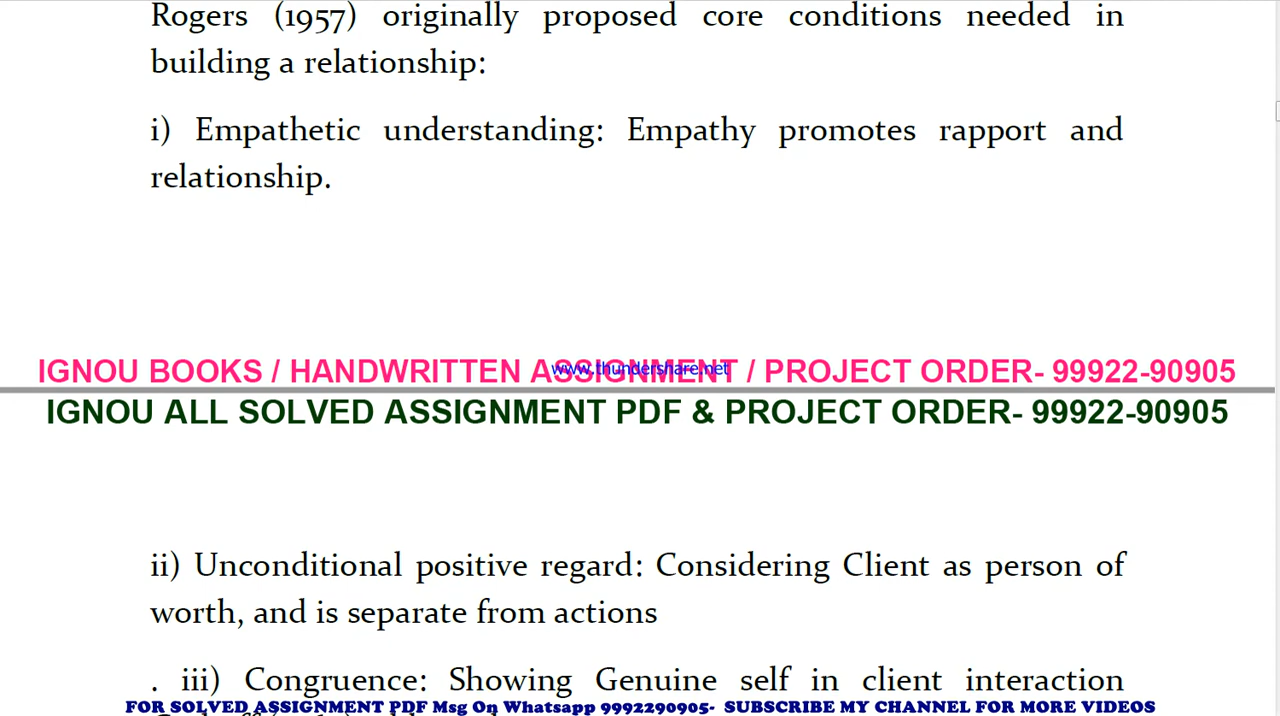 Rogers (1957) originally proposed core conditions needed in
building a relationship:
i) Empathetic understanding: Empathy promotes rapport and
relationship.
IGNOU BOOKS / HANDWRITTEN ASSIGNMENT / PROJECT ORDER- 99922-90905
www.thundershare.net
IGNOU ALL SOLVED ASSIGNMENT PDF & PROJECT ORDER- 99922-90905
ii) Unconditional positive regard: Considering Client as person of
worth, and is separate from actions
. iii) Congruence: Showing Genuine self in client interaction
FOR SOLVED ASSIGNMENT PDF Msg On Whatsapp 9992290905- SUBSCRIBE MY CHANNEL FOR MORE VIDEOS